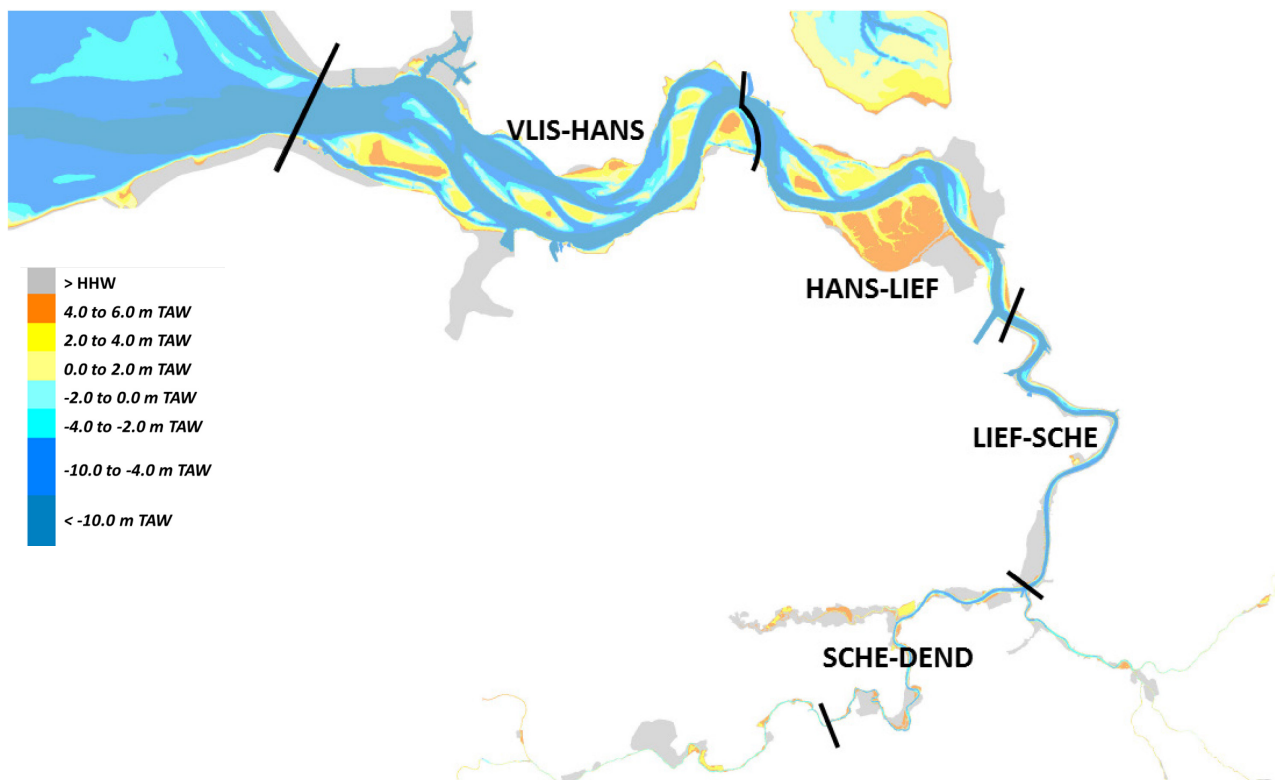 VLIS-HANS
> HHW
4.0 to 6.0 m TAW
2.0 to 4.0 m TAW
0.0 to 2.0 m TAW
-2.0 to 0.0 m TAW
-4.0 to -2.0 m TAW
-10.0 to -4.0 m TAW
< -10.0 m TAW
HANS-LIEF
LIEF-SCHE
SCHE-DEND